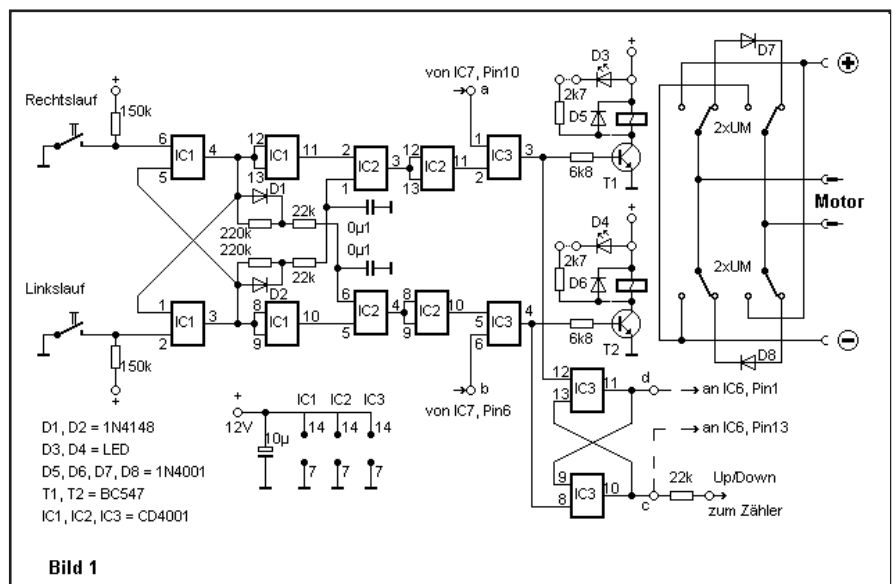 Rechtslauf
+
150k
6
5
IC1
4
12
13
IC1
11
D1
220k
22k
220k
22k
0µ1
0µ1
D2
2
1
IC2
3
12
13
IC2
11
von IC7, Pin10
a
1
2
IC3
3
6k8
T1
D3
+
2k7
D5
D7
2xUM
+
Motor
2xUM
−
D8
Linkslauf
1
2
IC1
3
150k
+
8
9
IC1
10
6
5
IC2
4
8
9
IC2
10
5
6
IC3
4
b
von IC7, Pin6
6k8
T2
D4
+
2k7
D6
12
13
IC3
11
d
an IC6, Pin1
an IC6, Pin13
9
8
IC3
10
c
22k
Up/Down
zum Zähler
+
12V
10µ
IC1 IC2 IC3
14 14 14
7 7 7
D1, D2 = 1N4148
D3, D4 = LED
D5, D6, D7, D8 = 1N4001
T1, T2 = BC547
IC1, IC2, IC3 = CD4001
Bild 1